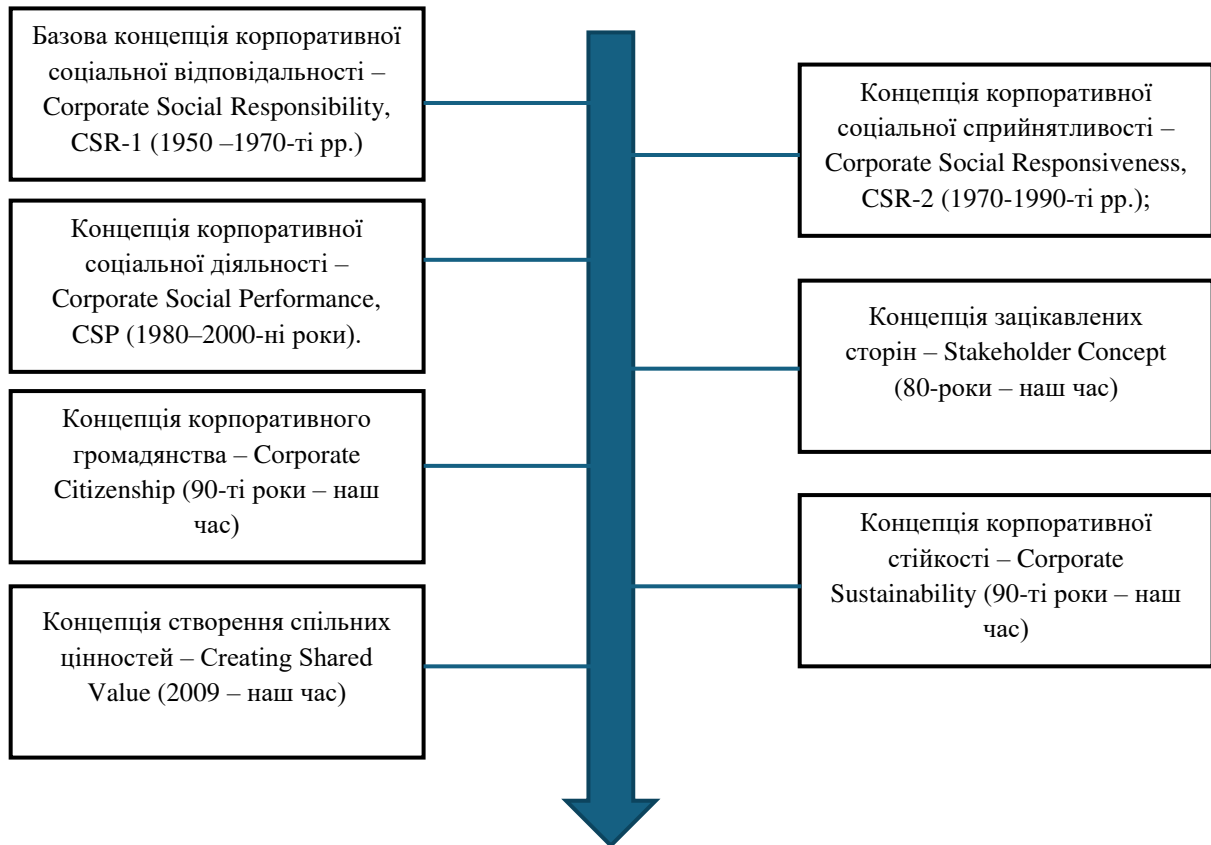 Базова концепція корпоративної
соціальної відповідальності –
Corporate Social Responsibility,
CSR-1 (1950 –1970-ті рр.)
Концепція корпоративної
соціальної сприйнятливості –
Corporate Social Responsiveness,
CSR-2 (1970-1990-ті рр.);
Концепція корпоративної
соціальної діяльності –
Corporate Social Performance,
CSP (1980–2000-ні роки).
Концепція зацікавлених
сторін – Stakeholder Concept
(80-роки – наш час)
Концепція корпоративного
громадянства – Corporate
Citizenship (90-ті роки – наш
час)
Концепція корпоративної
стійкості – Corporate
Sustainability (90-ті роки – наш
час)
Концепція створення спільних
цінностей – Creating Shared
Value (2009 – наш час)